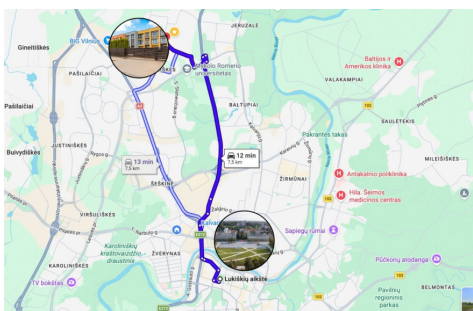 JERUZALĖ
Gineitiškės
BIG Vilnius
Mykolo Romerio
universitetas
PAŠILAIČIAI
Baltijos ir
Amerikos klinika
VALAKAMPIAI
Pašilaičiai
BALTUPIAI
SAULĖTEKIS
JUSTINIŠKĖS
Pakrantės takas
Buivydiškės
12 min
7,5 km
13 min
7,5 km
MILEIŠIŠKĖS
ŠEŠKINĖ
ŽIRMŪNAI
Antakalnio poliklinika
Hila. Šeimos
medicinos centras
VIRŠULIŠKĖS
Sapiegų rūmai
Karoliniškių
kraštovaizdžio
draustinis
ŽVĖRYNAS
Pūčkorių atodanga
KAROLINIŠKĖS
Lukiškių aikštė
TV bokštas
Pavilnių
regioninis
parkas
BELMONTAS